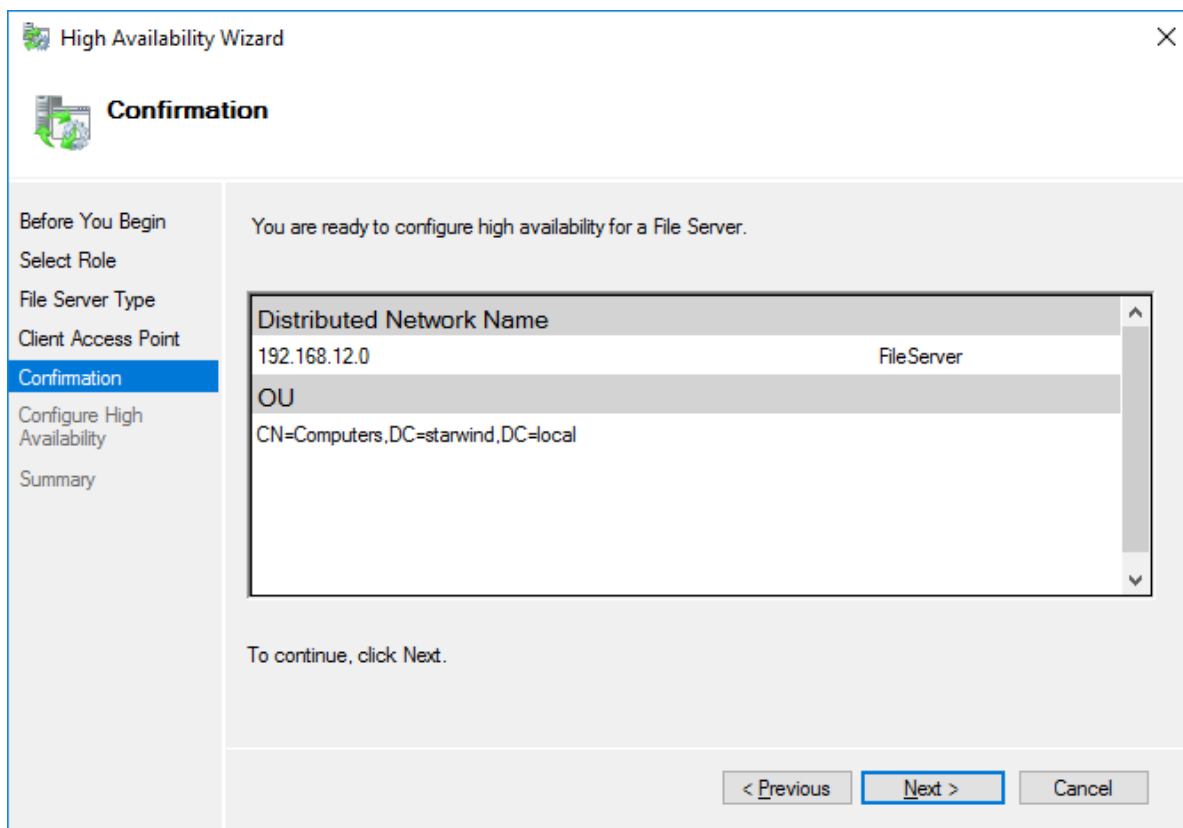 High Availability Wizard
Confirmation
Before You Begin
Select Role
File Server Type
Client Access Point
Confirmation
Configure High
Availability
Summary
You are ready to configure high availability for a File Server.
Distributed Network Name
192.168.12.0 FileServer
OU
CN=Computers,DC=starwind,DC=local
To continue, click Next.
< Previous Next > Cancel